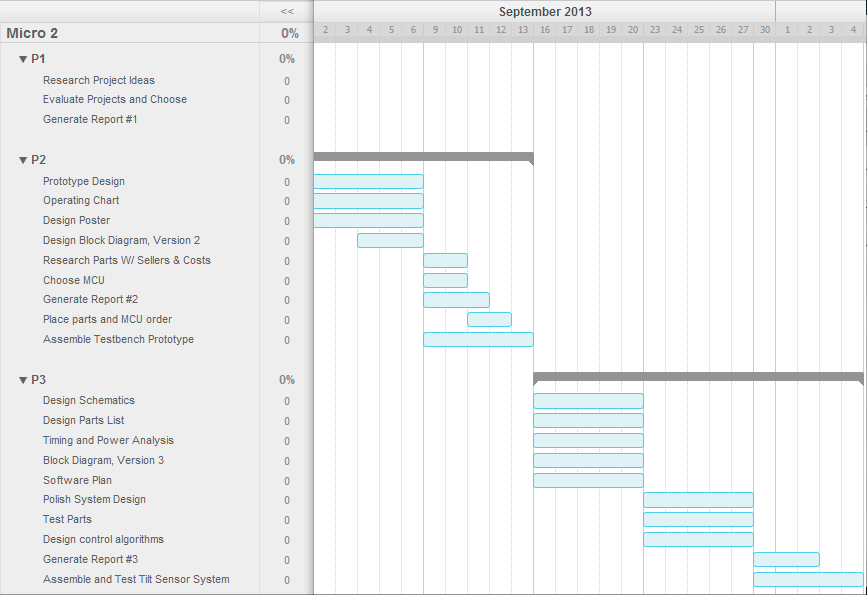 << September 2013
Micro 2 0% 2 3 4 5 6 9 10 11 12 13 16 17 18 19 20 23 24 25 26 27 30 1 2 3 4
▼ P1 0%
Research Project Ideas 0
Evaluate Projects and Choose 0
Generate Report #1 0
▼ P2 0%
Prototype Design 0
Operating Chart 0
Design Poster 0
Design Block Diagram, Version 2 0
Research Parts W/ Sellers & Costs 0
Choose MCU 0
Generate Report #2 0
Place parts and MCU order 0
Assemble Testbench Prototype 0
▼ P3 0%
Design Schematics 0
Design Parts List 0
Timing and Power Analysis 0
Block Diagram, Version 3 0
Software Plan 0
Polish System Design 0
Test Parts 0
Design control algorithms 0
Generate Report #3 0
Assemble and Test Tilt Sensor System 0